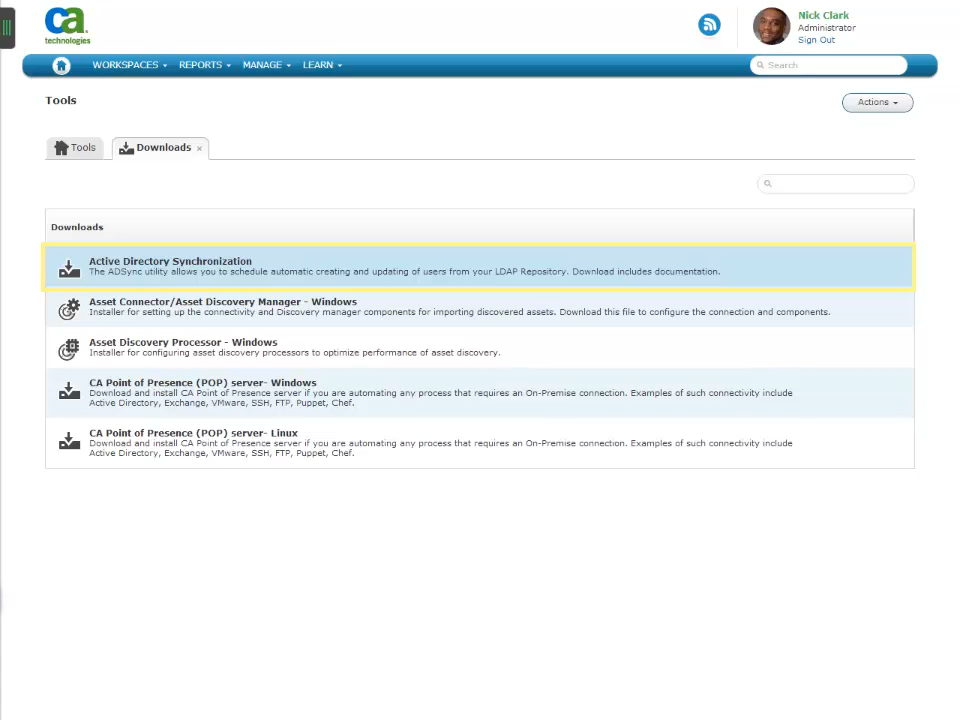 ca
technologies
Nick Clark
Administrator
Sign Out
WORKSPACES REPORTS MANAGE LEARN Search
Tools
Actions
Tools Downloads ×
Downloads
Active Directory Synchronization
The ADSync utility allows you to schedule automatic creating and updating of users from your LDAP Repository. Download includes documentation.
Asset Connector/Asset Discovery Manager - Windows
Installer for setting up the connectivity and Discovery manager components for importing discovered assets. Download this file to configure the connection and components.
Asset Discovery Processor - Windows
Installer for configuring asset discovery processors to optimize performance of asset discovery.
CA Point of Presence (POP) server- Windows
Download and install CA Point of Presence server if you are automating any process that requires an On-Premise connection. Examples of such connectivity include
Active Directory, Exchange, VMware, SSH, FTP, Puppet, Chef.
CA Point of Presence (POP) server- Linux
Download and install CA Point of Presence server if you are automating any process that requires an On-Premise connection. Examples of such connectivity include
Active Directory, Exchange, VMware, SSH, FTP, Puppet, Chef.